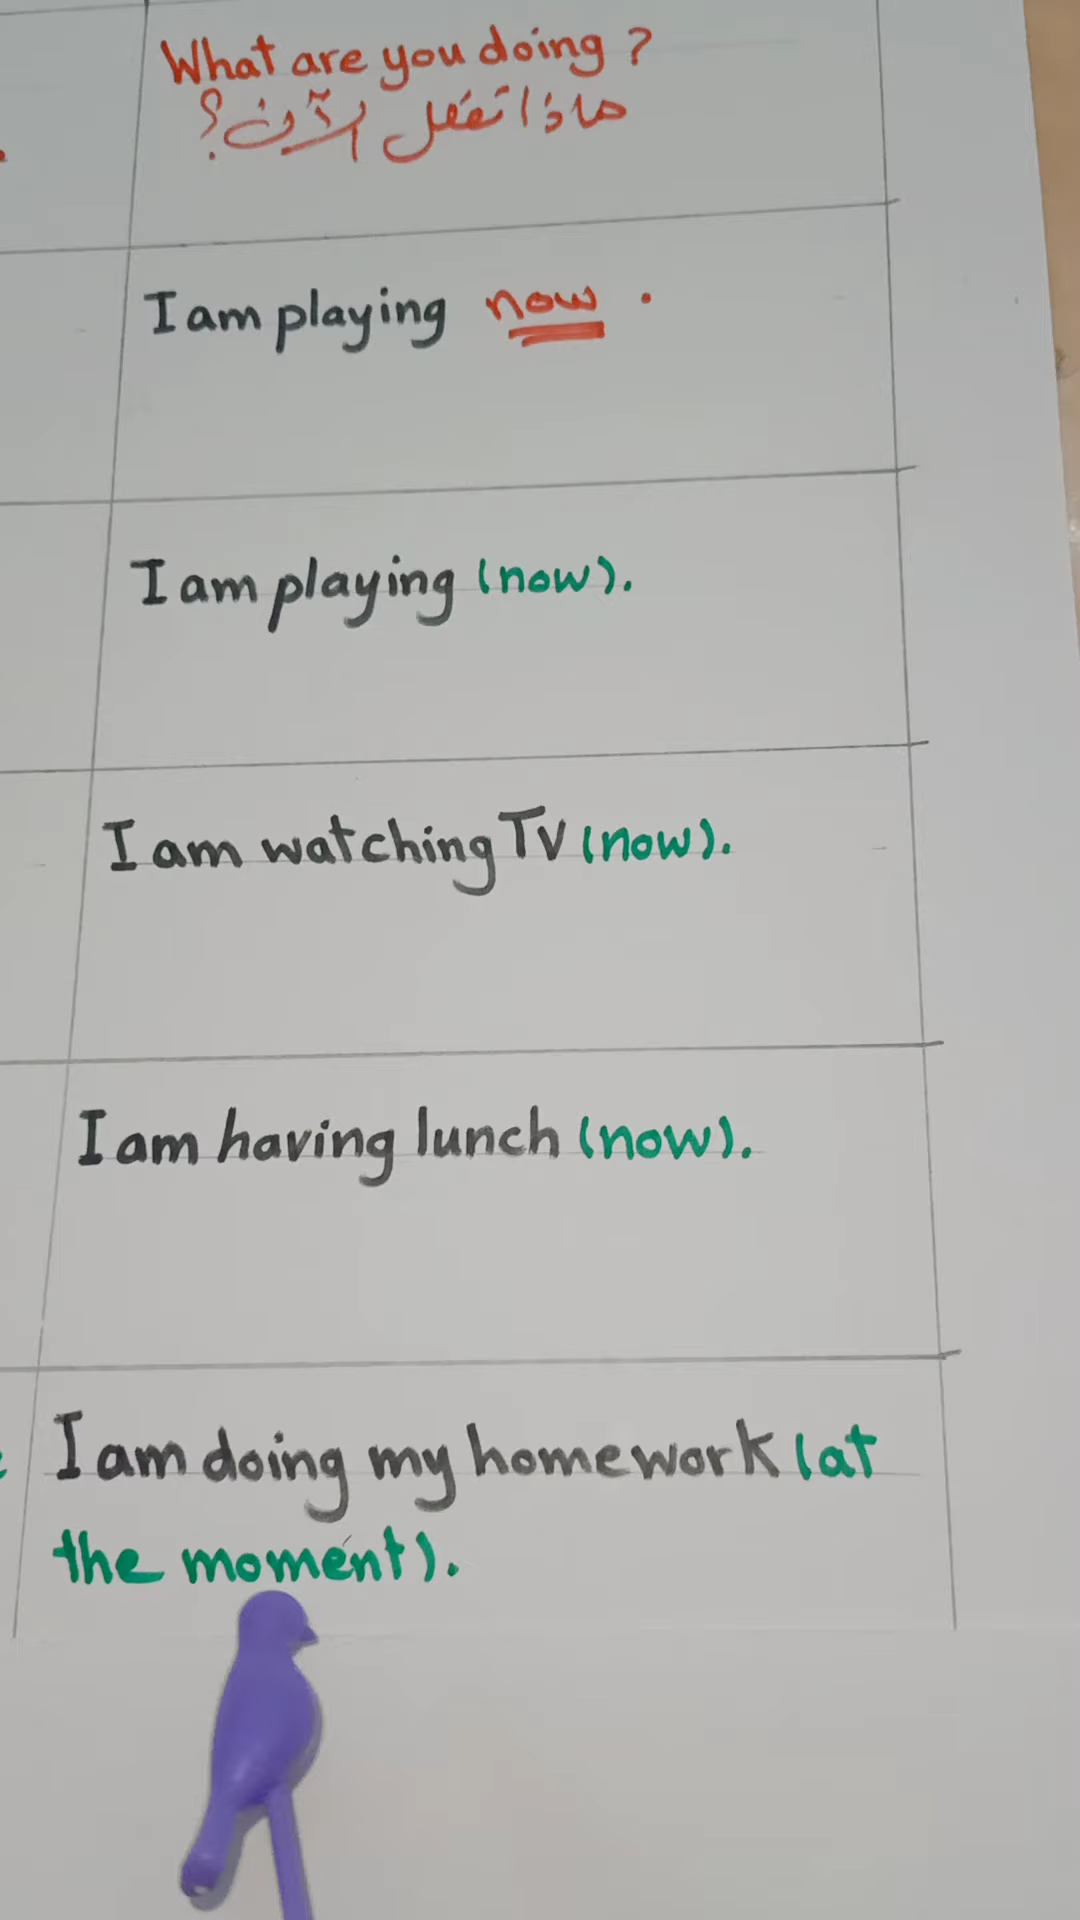 What are you doing ?
ماذا تفعل الآن؟
I am playing now .
I am playing (now).
I am watching TV (now).
I am having lunch (now).
I am doing my homework (at
the moment).